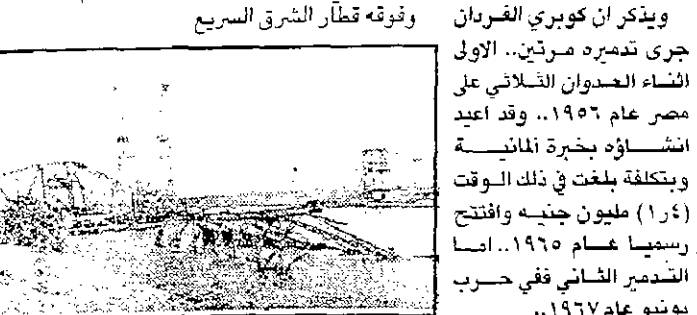 وفوقه قطار الشرق السريع
ويذكر ان كوبري الفردان
جرى تدميره مرتين.. الاولى
اثناء العدوان الثلاثي على
مصر عام ١٩٥٦.. وقد اعيد
انشاؤه بخبرة المانية
وبتكلفة بلغت في ذلك الوقت
(٤ر١) مليون جنيه وافتتح
رسميا عام ١٩٦٥.. امـا
التدمير الثاني ففي حرب
يونيو عام ١٩٦٧..